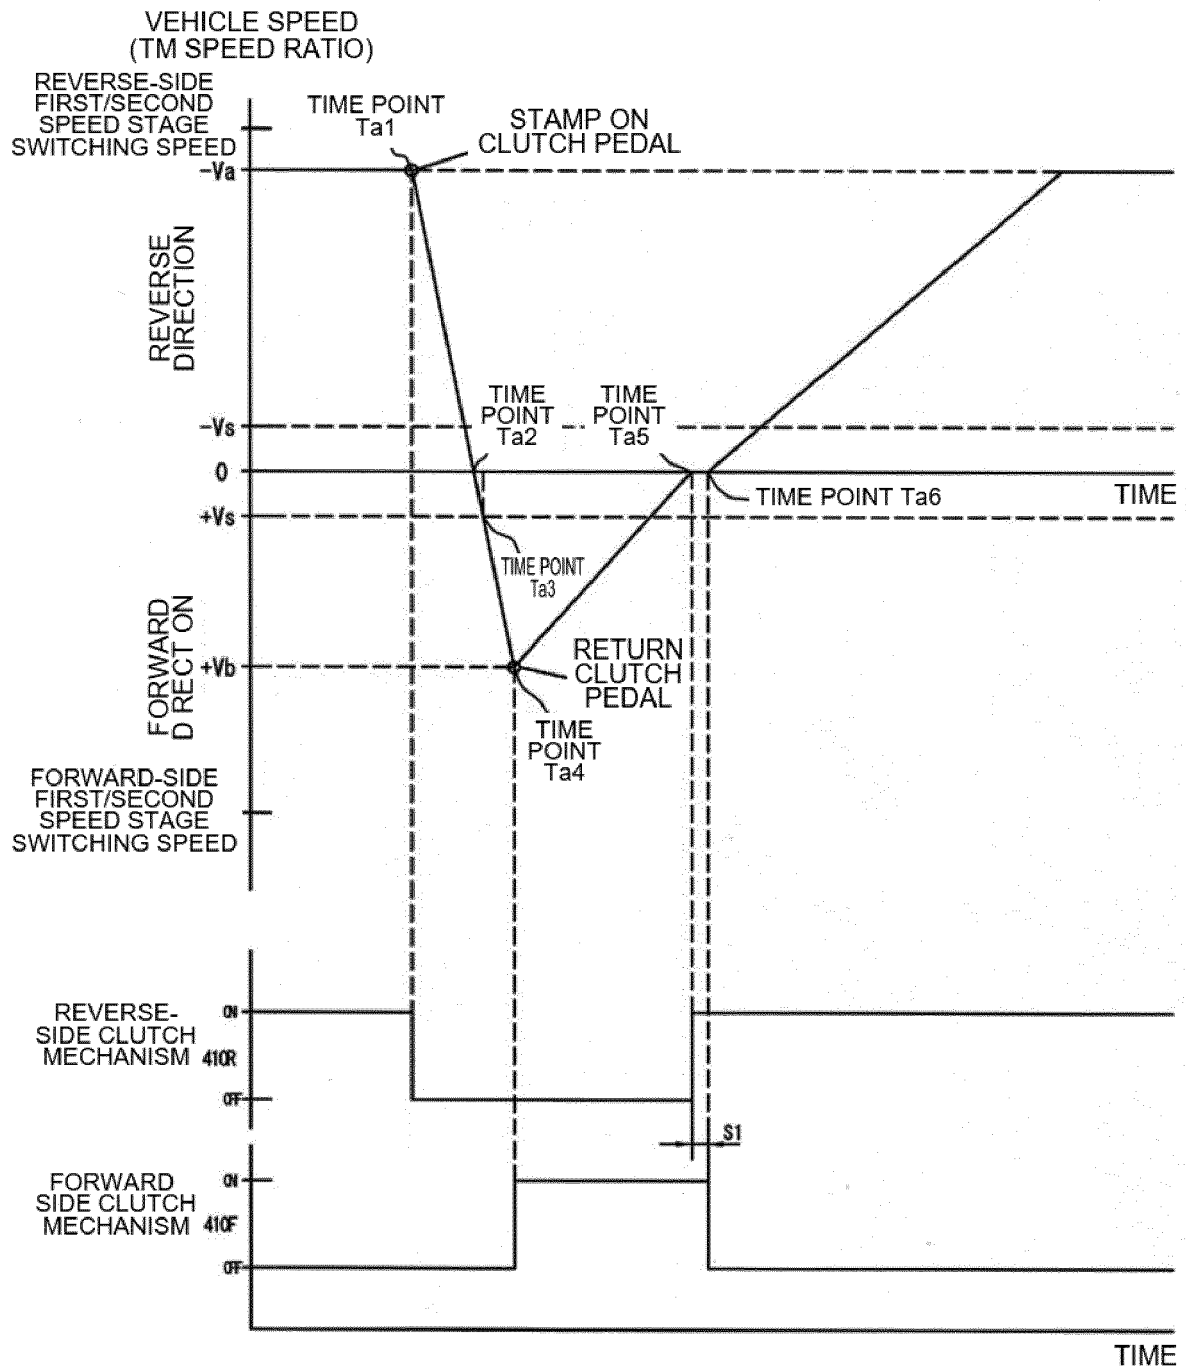 VEHICLE SPEED
(TM SPEED RATIO)
REVERSE-SIDE
FIRST/SECOND
SPEED STAGE
SWITCHING SPEED
TIME POINT
Ta1
STAMP ON
CLUTCH PEDAL
-Va
REVERSE
DIRECTION
TIME
POINT
Ta2
TIME
POINT
Ta5
-Vs
0
TIME POINT Ta6
TIME
+Vs
TIME POINT
Ta3
FORWARD
D RECT ON
+Vb
RETURN
CLUTCH
PEDAL
TIME
POINT
Ta4
FORWARD-SIDE
FIRST/SECOND
SPEED STAGE
SWITCHING SPEED
ON
REVERSE-
SIDE CLUTCH
MECHANISM 410R
OFF
S1
ON
FORWARD
SIDE CLUTCH
MECHANISM 410F
OFF
TIME